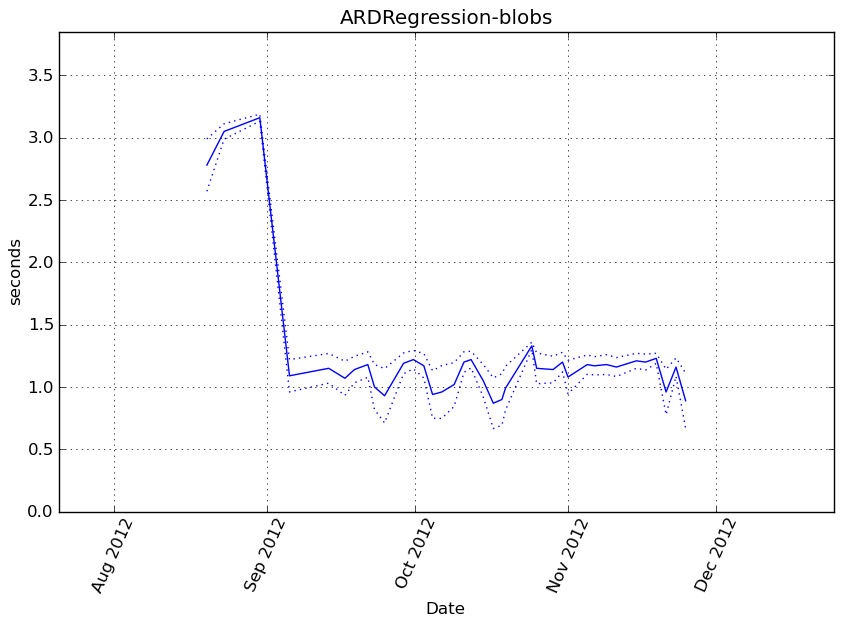 ARDRegression-blobs
3.5
3.0
2.5
2.0
1.5
1.0
0.5
0.0
seconds
Aug 2012
Sep 2012
Oct 2012
Nov 2012
Dec 2012
Date